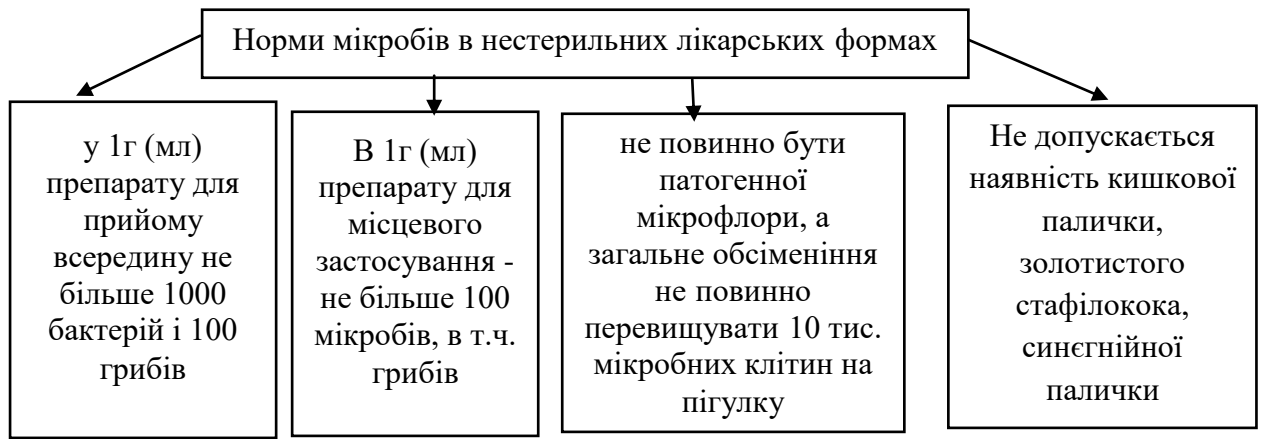 Норми мікробів в нестерильних лікарських формах
у 1г (мл)
препарату для
прийому
всередину не
більше 1000
бактерій і 100
грибів
В 1г (мл)
препарату для
місцевого
застосування -
не більше 100
мікробів, в т.ч.
грибів
не повинно бути
патогенної
мікрофлори, а
загальне обсіменіння
не повинно
перевищувати 10 тис.
мікробних клітин на
пігулку
Не допускається
наявність кишкової
палички,
золотистого
стафілокока,
синєгнійної
палички